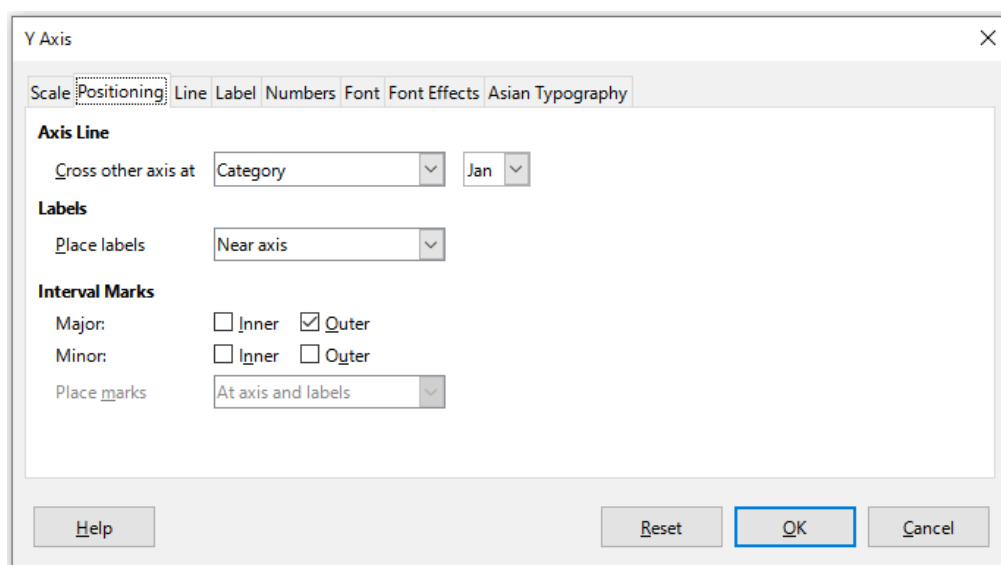 Y Axis
Scale Positioning Line Label Numbers Font Font Effects Asian Typography
Axis Line
Cross other axis at Category Jan
Labels
Place labels Near axis
Interval Marks
Major: Inner Outer
Minor: Inner Outer
Place marks At axis and labels
Help Reset OK Cancel